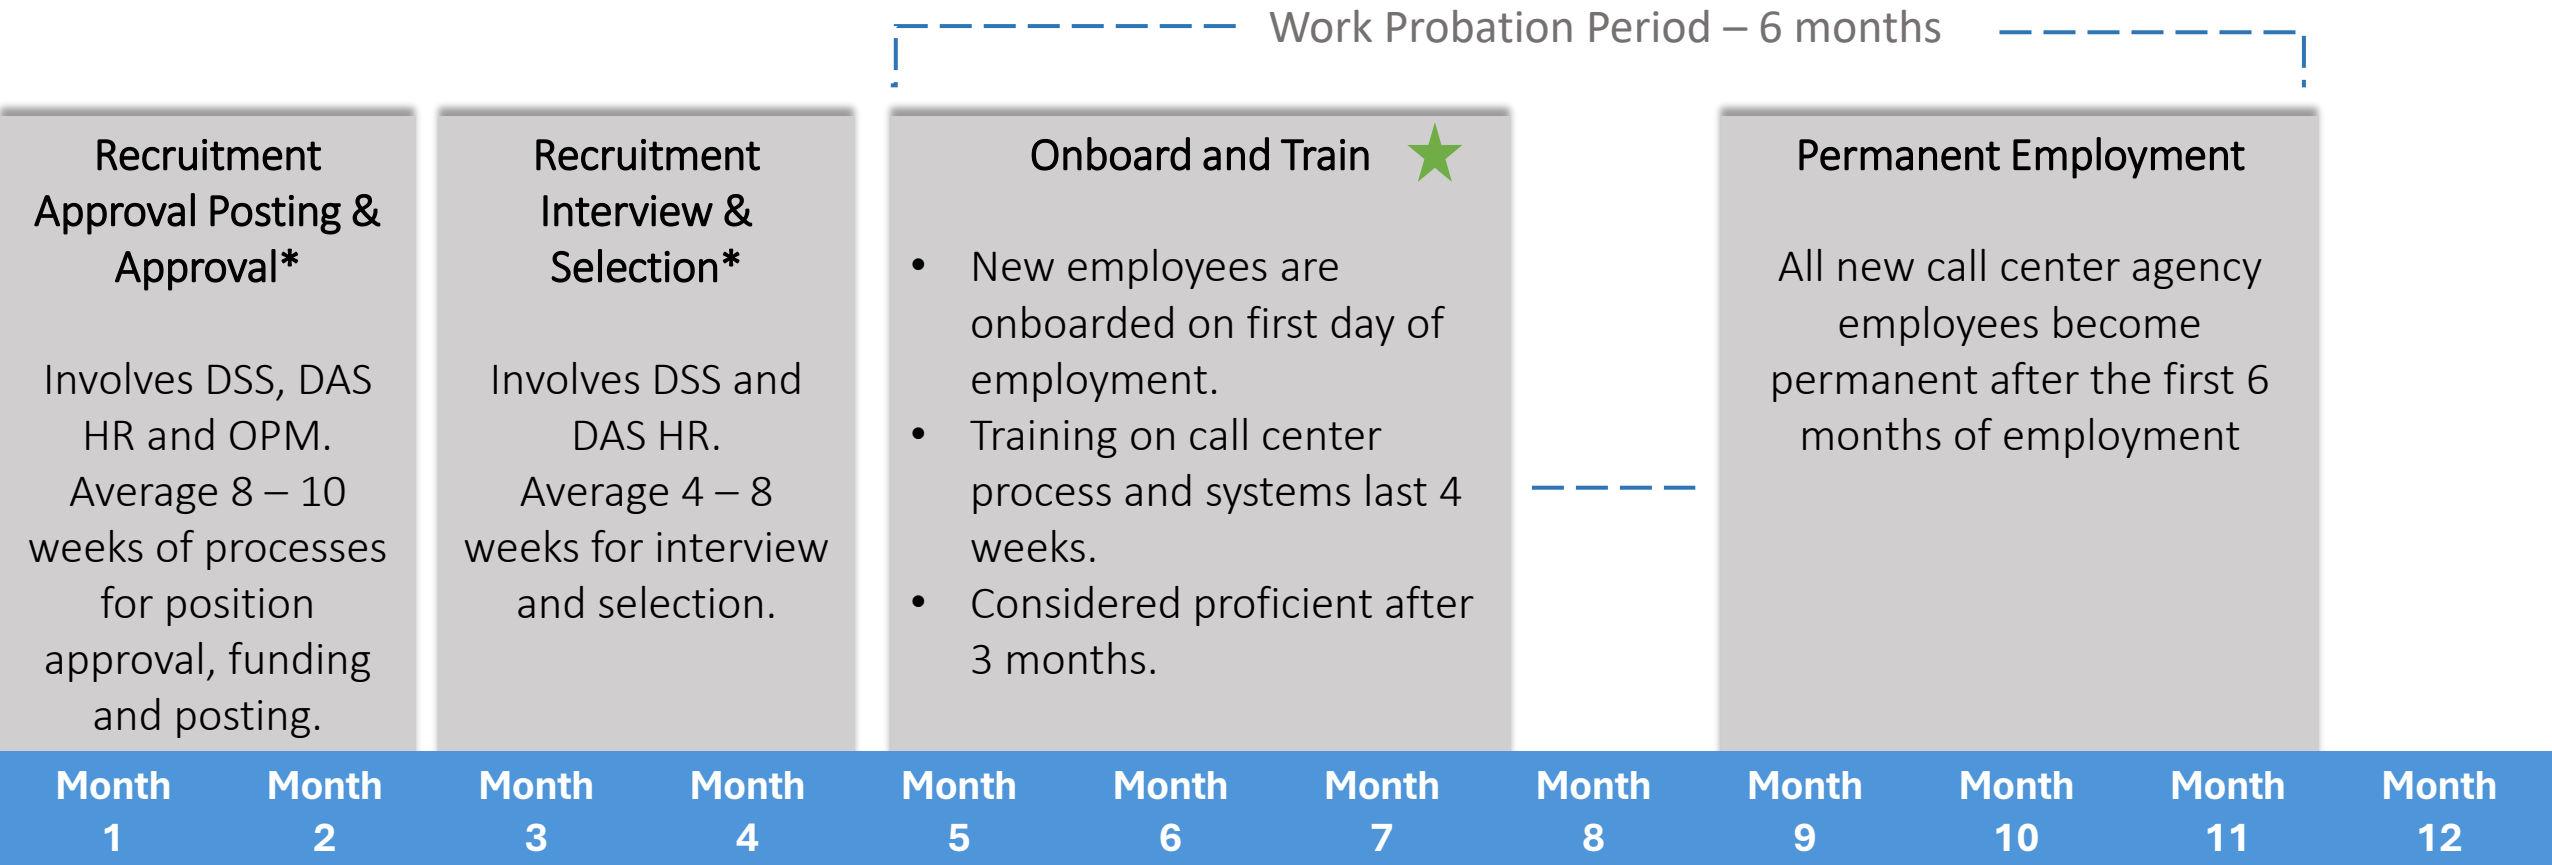 Work Probation Period – 6 months
Recruitment
Approval Posting &
Approval*
Involves DSS, DAS
HR and OPM.
Average 8 – 10
weeks of processes
for position
approval, funding
and posting.
Recruitment
Interview &
Selection*
Involves DSS and
DAS HR.
Average 4 – 8
weeks for interview
and selection.
Onboard and Train
• New employees are
onboarded on first day of
employment.
• Training on call center
process and systems last 4
weeks.
• Considered proficient after
3 months.
Permanent Employment
All new call center agency
employees become
permanent after the first 6
months of employment
Month
1
Month
2
Month
3
Month
4
Month
5
Month
6
Month
7
Month
8
Month
9
Month
10
Month
11
Month
12